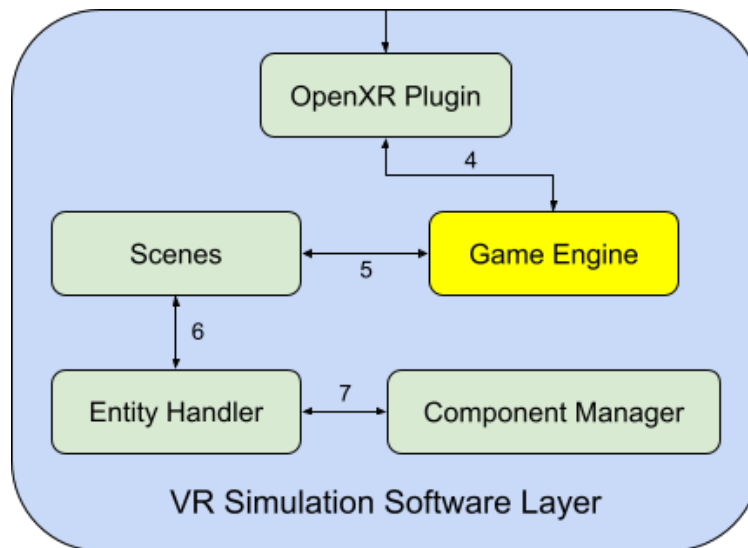 OpenXR Plugin
4
Scenes
5
Game Engine
6
Entity Handler
7
Component Manager
VR Simulation Software Layer